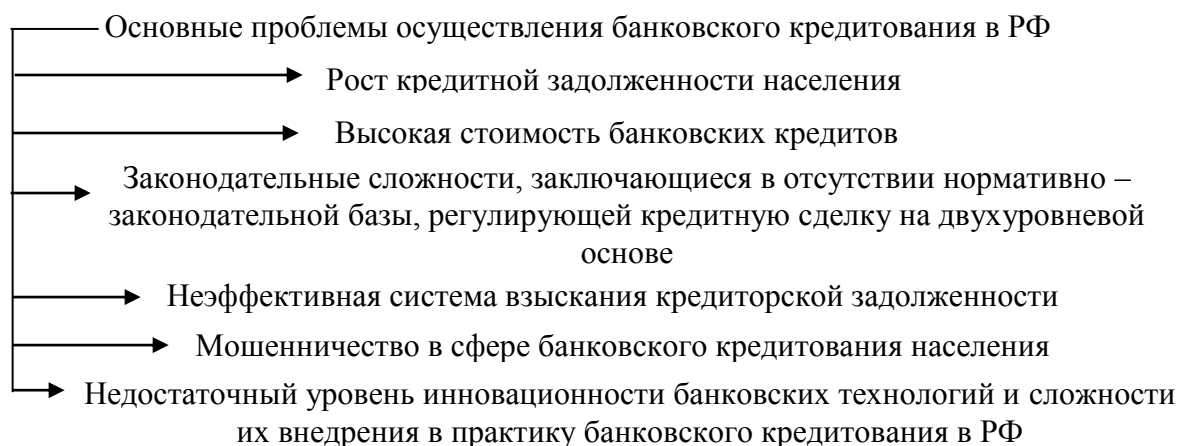 Основные проблемы осуществления банковского кредитования в РФ
Рост кредитной задолженности населения
Высокая стоимость банковских кредитов
Законодательные сложности, заключающиеся в отсутствии нормативно –
законодательной базы, регулирующей кредитную сделку на двухуровневой
основе
Неэффективная система взыскания кредиторской задолженности
Мошенничество в сфере банковского кредитования населения
Недостаточный уровень инновационности банковских технологий и сложности
их внедрения в практику банковского кредитования в РФ